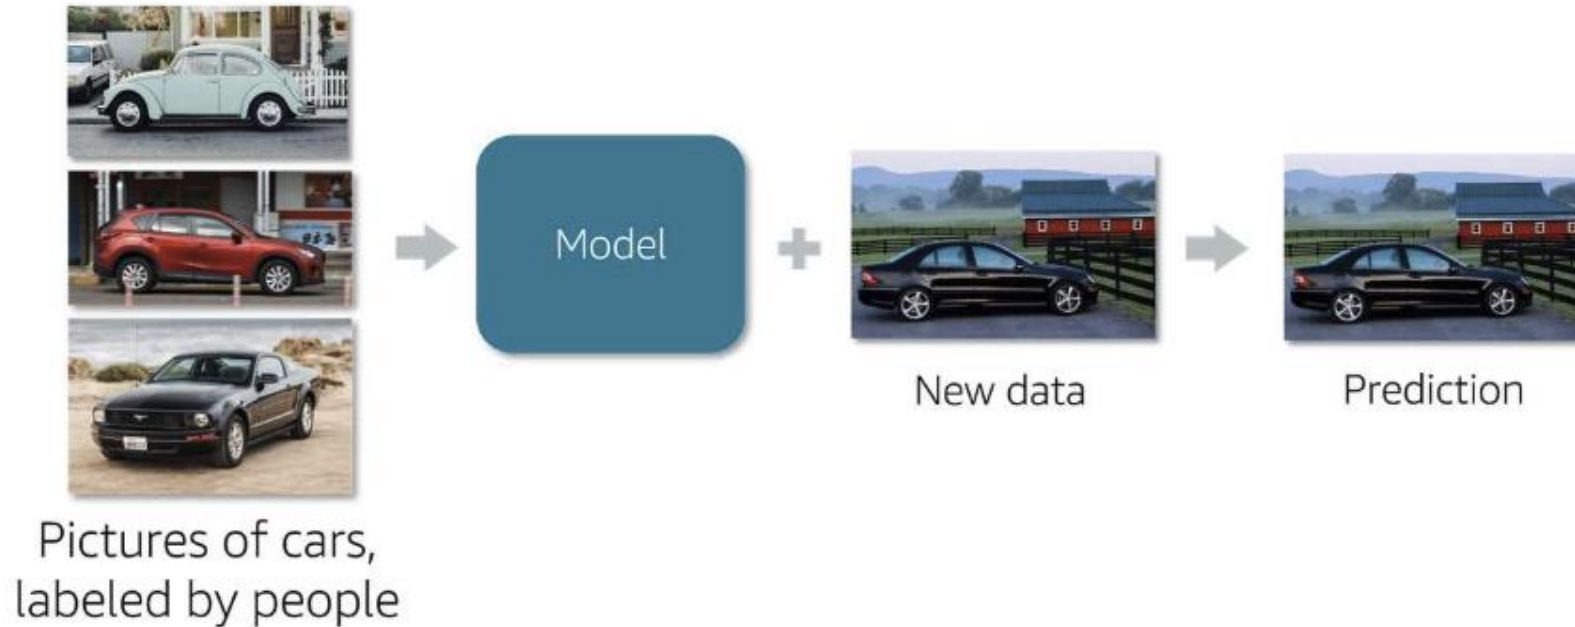 Pictures of cars,
labeled by people
Model
New data
Prediction